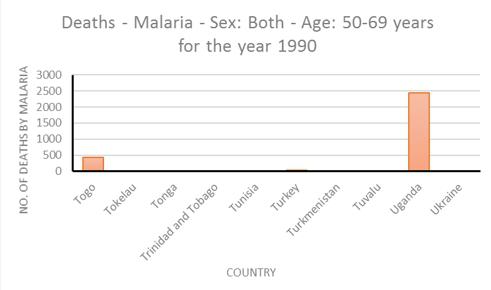 Deaths - Malaria - Sex: Both - Age: 50-69 years
for the year 1990
NO. OF DEATHS BY MALARIA
3000
2500
2000
1500
1000
500
0
Togo
Tokelau
Tonga
Trinidad and Tobago
Tunisia
Turkey
Turkmenistan
Tuvalu
Uganda
Ukraine
COUNTRY